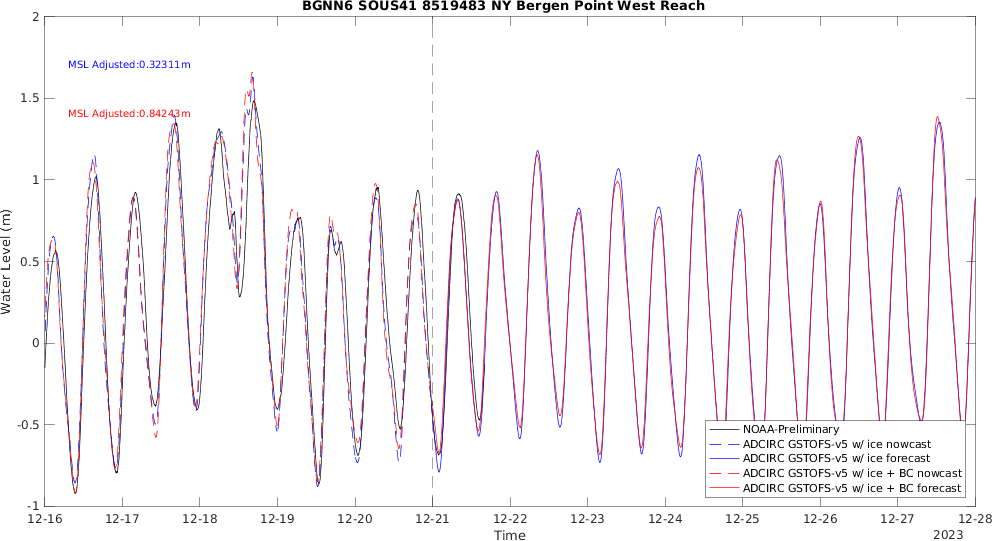 BGNN6 SOUS41 8519483 NY Bergen Point West Reach
2
1.5
1
0.5
0
-0.5
-1
Water Level (m)
MSL Adjusted:0.32311m
MSL Adjusted:0.84243m
NOAA-Preliminary
ADCIRC GSTOFS-v5 w/ ice nowcast
ADCIRC GSTOFS-v5 w/ ice forecast
ADCIRC GSTOFS-v5 w/ ice + BC nowcast
ADCIRC GSTOFS-v5 w/ ice + BC forecast
12-16 12-17 12-18 12-19 12-20 12-21 12-22 12-23 12-24 12-25 12-26 12-27 12-28
Time
2023